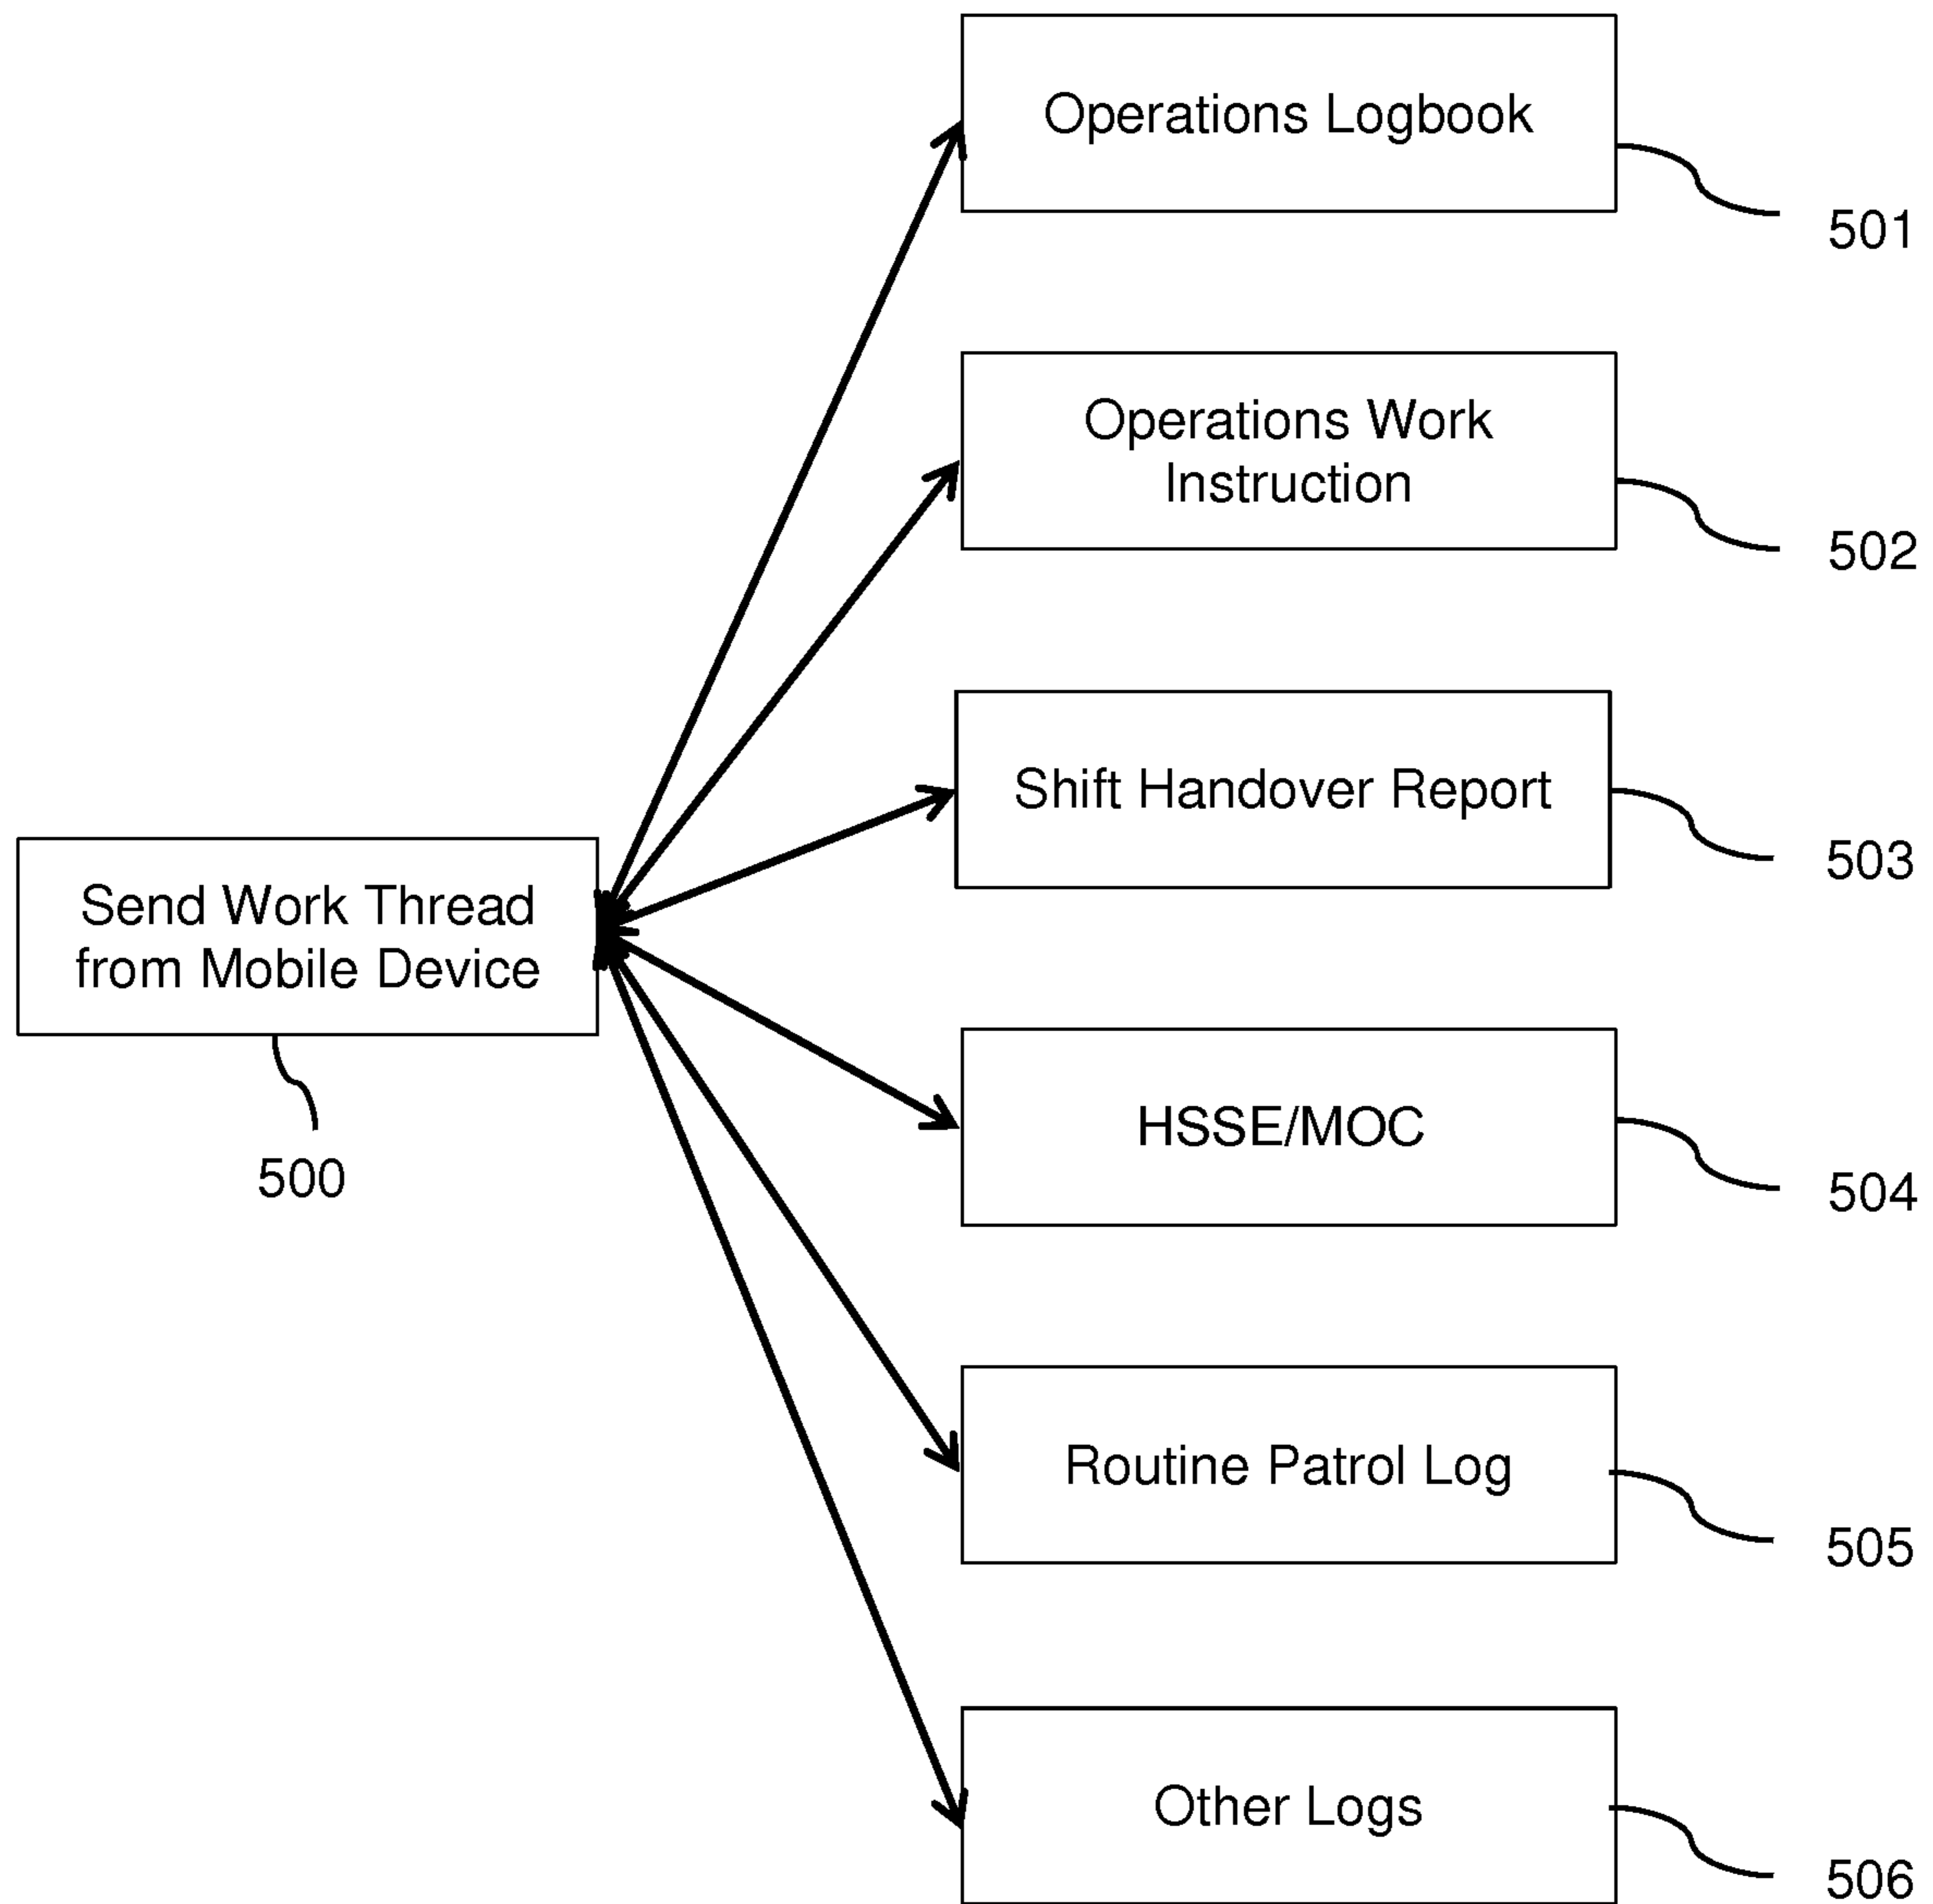 Operations Logbook
501
Operations Work
Instruction
502
Shift Handover Report
503
Send Work Thread
from Mobile Device
500
HSSE/MOC
504
Routine Patrol Log
505
Other Logs
506